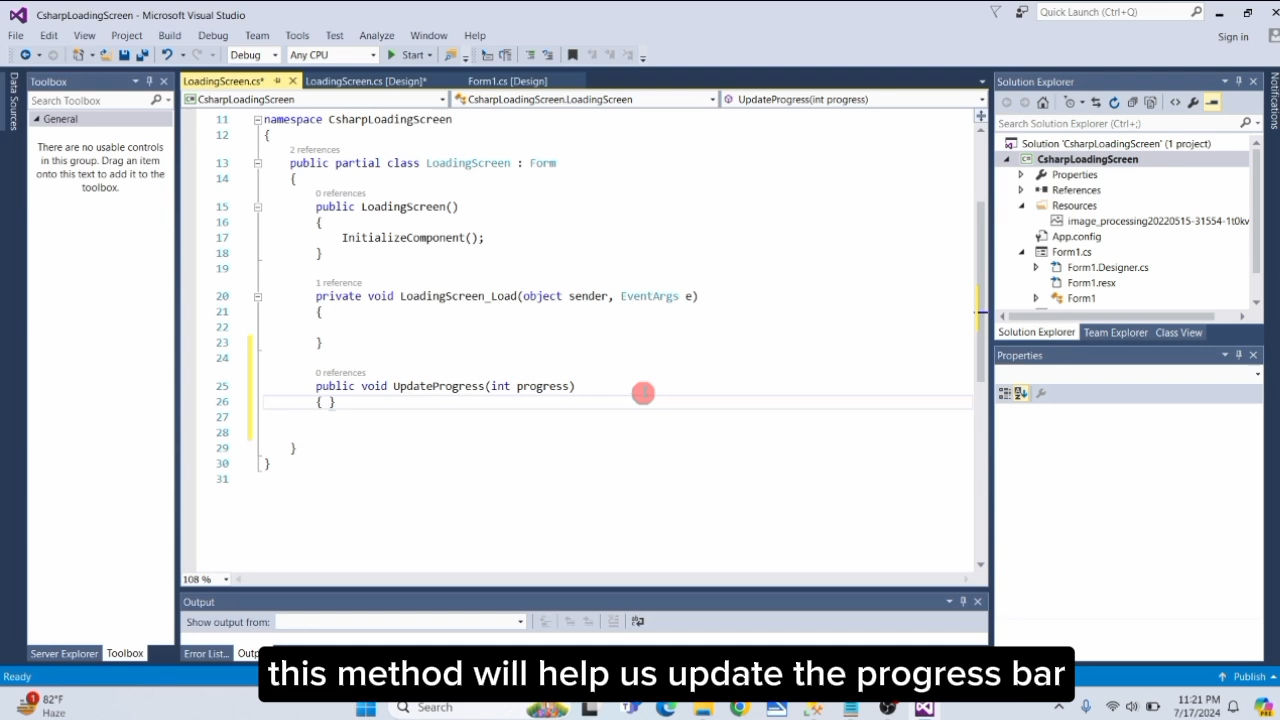 CsharpLoadingScreen - Microsoft Visual Studio
Quick Launch (Ctrl+Q)
File Edit View Project Build Debug Team Tools Test Analyze Window Help
Sign in
Debug Any CPU Start
Data Sources
Toolbox
Search Toolbox
General
There are no usable controls
in this group. Drag an item
onto this text to add it to the
toolbox.
Server Explorer Toolbox
LoadingScreen.cs* LoadingScreen.cs [Design]* Form1.cs [Design]
CsharpLoadingScreen CsharpLoadingScreen.LoadingScreen UpdateProgress(int progress)
11 namespace CsharpLoadingScreen
12 {
2 references
13 public partial class LoadingScreen : Form
14 {
0 references
15 public LoadingScreen()
16 {
17 InitializeComponent();
18 }
19
1 reference
20 private void LoadingScreen_Load(object sender, EventArgs e)
21 {
22
23 }
24
0 references
25 public void UpdateProgress(int progress)
26 { }
27
28
29 }
30 }
31
108 %
Output
Show output from:
Error List...
Solution Explorer
Search Solution Explorer (Ctrl+;)
Solution 'CsharpLoadingScreen' (1 project)
CsharpLoadingScreen
Properties
References
Resources
image_processing20220515-31554-1t0kv
App.config
Form1.cs
Form1.Designer.cs
Form1.resx
Form1
Solution Explorer Team Explorer Class View
Properties
Notifications
this method will help us update the progress bar
Ready
Publish
1
82°F
Haze
Search
11:21 PM
7/17/2024